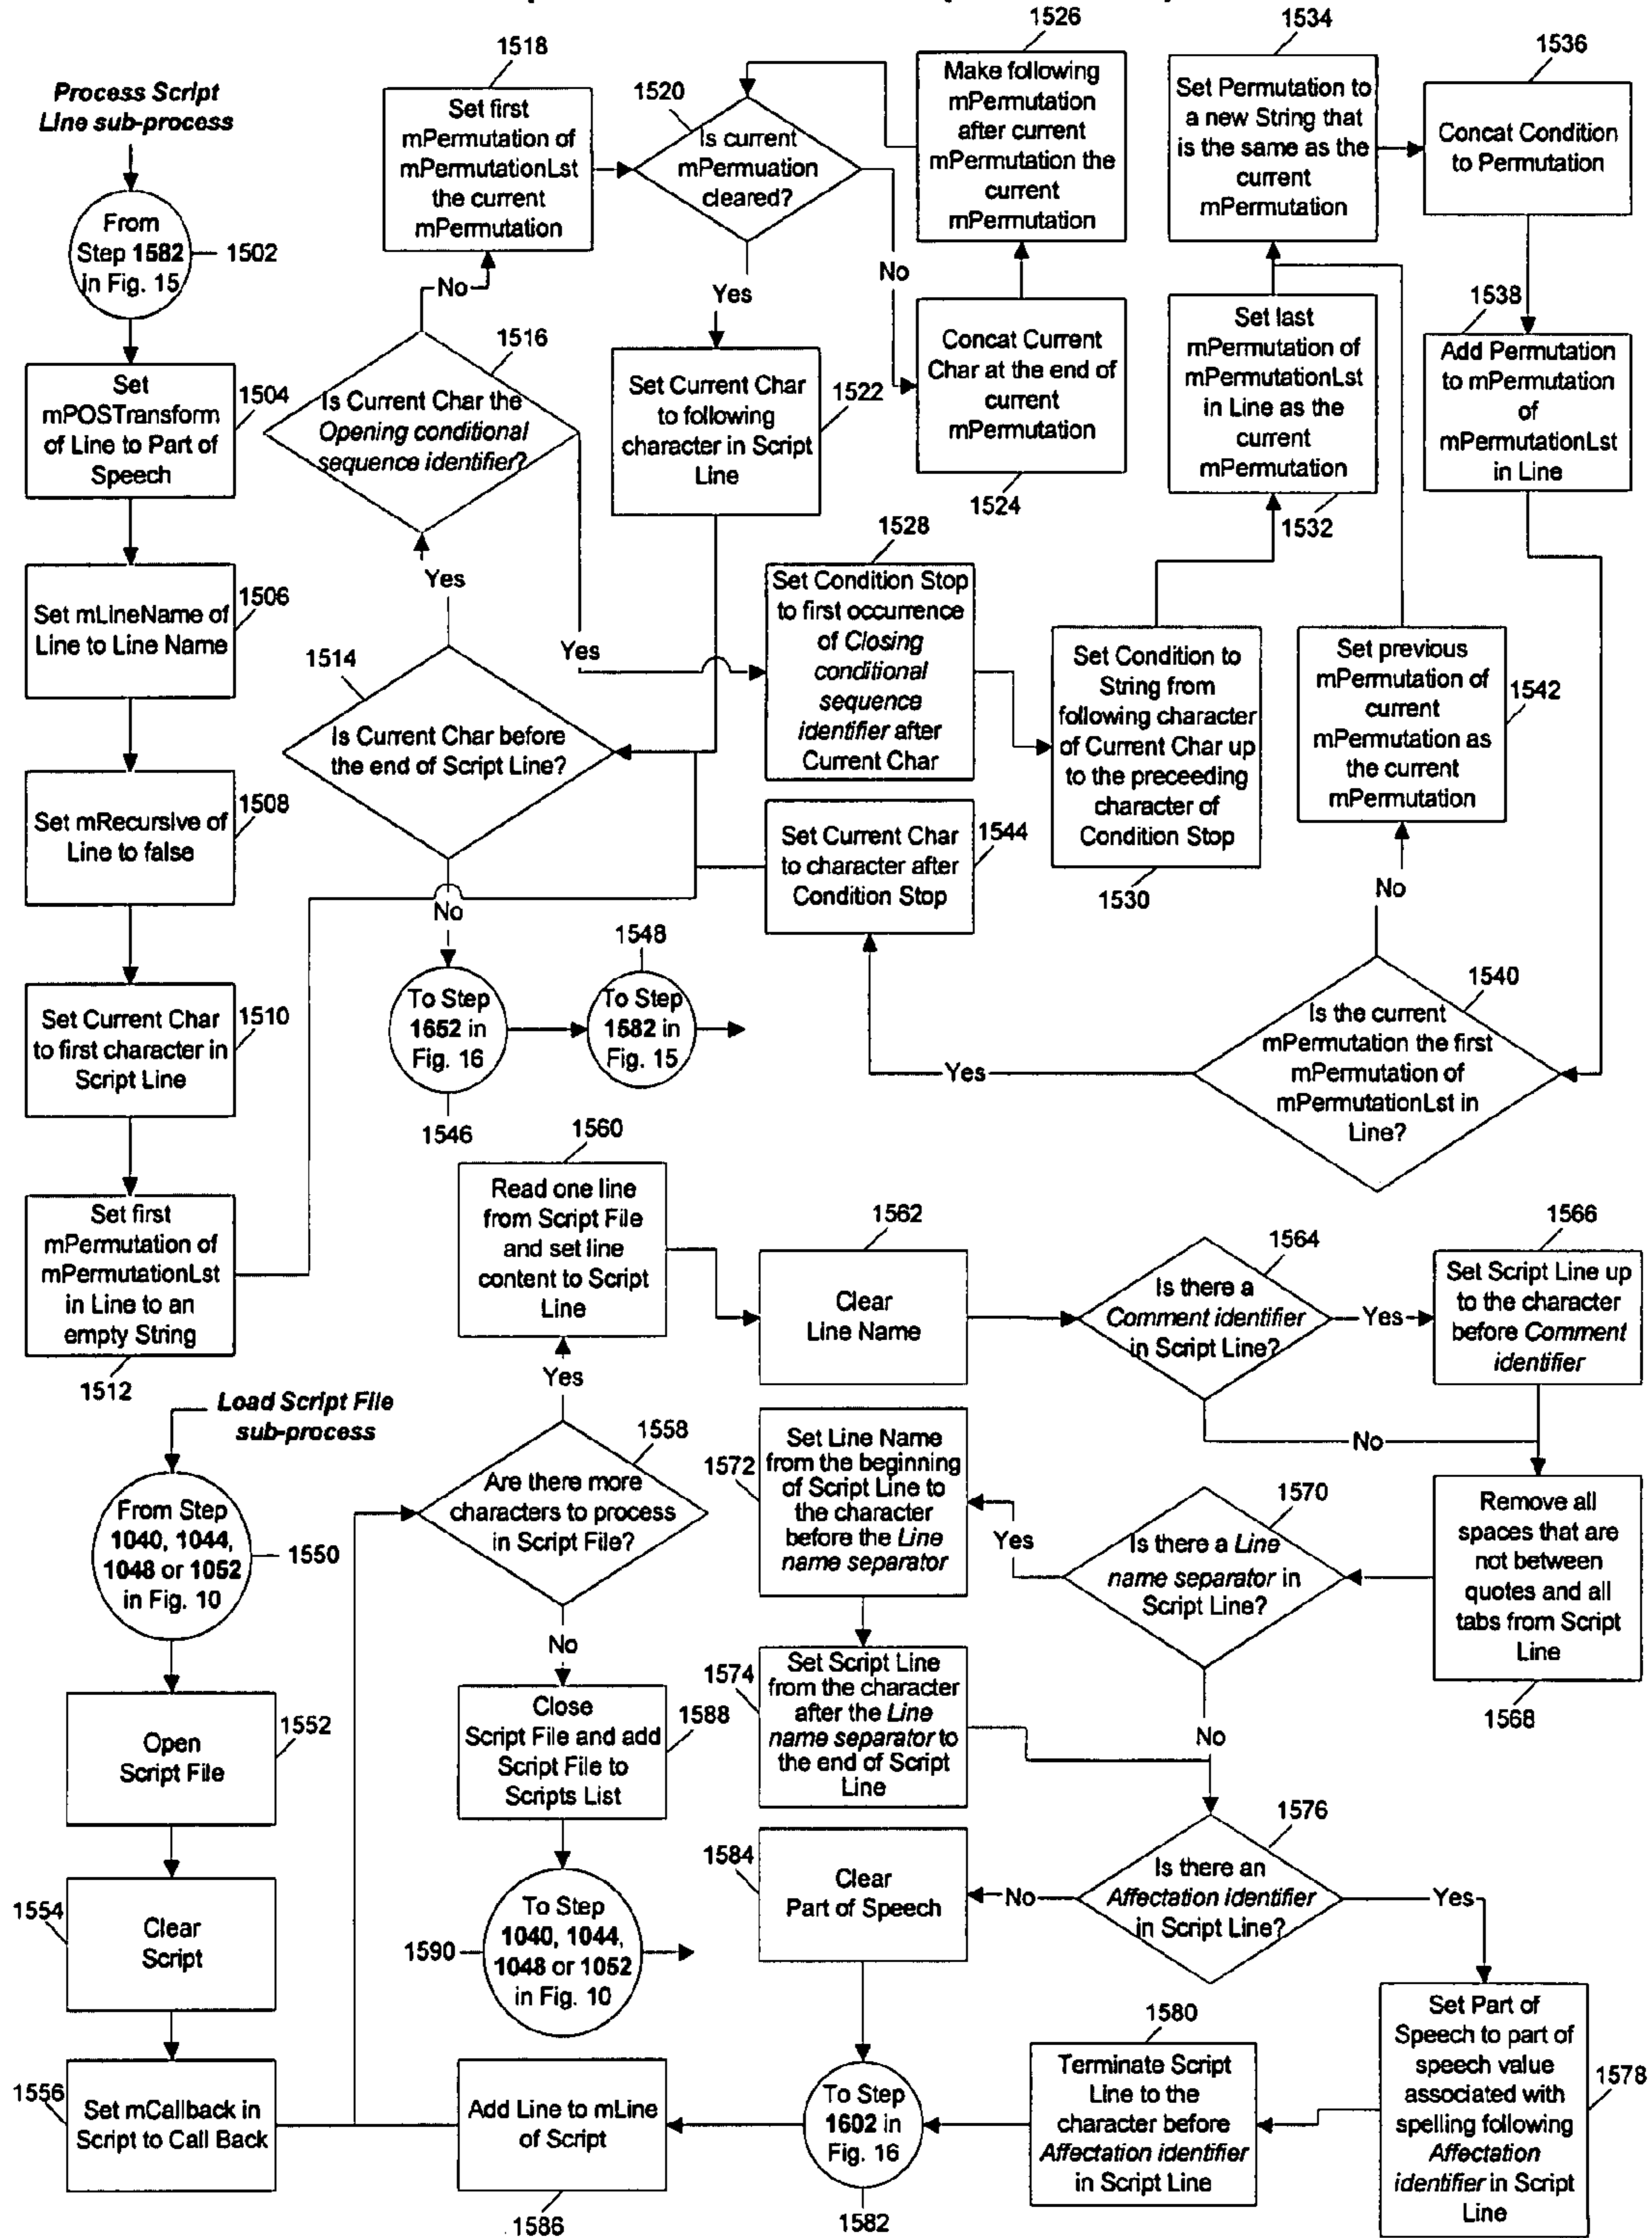 Process Script
Line sub-process
From
Step 1582
in Fig. 15
1502
Set
mPOSTransform
of Line to Part of
Speech
1504
Set mLineName of
Line to Line Name
1506
Set mRecursive of
Line to false
1508
Set Current Char
to first character in
Script Line
1510
Set first
mPermutation of
mPermutationLst
in Line to an
empty String
1512
1514
Is Current Char before
the end of Script Line?
Yes
No
1516
Is Current Char the
Opening conditional
sequence identifier?
No
Yes
1518
Set first
mPermutation of
mPermutationLst
the current
mPermutation
1520
Is current
mPermuation
cleared?
Yes
No
Set Current Char
to following
character in Script
Line
1522
Concat Current
Char at the end of
current
mPermutation
1524
1526
Make following
mPermutation
after current
mPermutation the
current
mPermutation
1528
Set Condition Stop
to first occurrence
of Closing
conditional
sequence
identifier after
Current Char
Set Condition to
String from
following character
of Current Char up
to the preceeding
character of
Condition Stop
1530
Set last
mPermutation of
mPermutationLst
in Line as the
current
mPermutation
1532
1534
Set Permutation to
a new String that
is the same as the
current
mPermutation
1536
Concat Condition
to Permutation
1538
Add Permutation
to mPermutation
of
mPermutationLst
in Line
1540
Is the current
mPermutation the first
mPermutation of
mPermutationLst in
Line?
No
Yes
Set previous
mPermutation of
current
mPermutation as
the current
mPermutation
1542
Set Current Char
to character after
Condition Stop
1544
To Step
1652 in
Fig. 16
1546
1548
To Step
1582 in
Fig. 15
Load Script File
sub-process
From Step
1040, 1044,
1048 or 1052
in Fig. 10
1550
Open
Script File
1552
1554
Clear
Script
1556
Set mCallback in
Script to Call Back
1558
Are there more
characters to process
in Script File?
Yes
No
1560
Read one line
from Script File
and set line
content to Script
Line
1562
Clear
Line Name
1564
Is there a
Comment identifier
in Script Line?
Yes
No
1566
Set Script Line up
to the character
before Comment
identifier
Remove all
spaces that are
not between
quotes and all
tabs from Script
Line
1568
1570
Is there a Line
name separator in
Script Line?
Yes
No
1572
Set Line Name
from the beginning
of Script Line to
the character
before the Line
name separator
1574
Set Script Line
from the character
after the Line
name separator to
the end of Script
Line
1576
Is there an
Affectation identifier
in Script Line?
No
Yes
Set Part of
Speech to part of
speech value
associated with
spelling following
Affectation
identifier in Script
Line
1578
1580
Terminate Script
Line to the
character before
Affectation identifier
in Script Line
1584
Clear
Part of Speech
To Step
1602 in
Fig. 16
1582
Add Line to mLine
of Script
1586
Close
Script File and add
Script File to
Scripts List
1588
To Step
1040, 1044,
1048 or 1052
in Fig. 10
1590